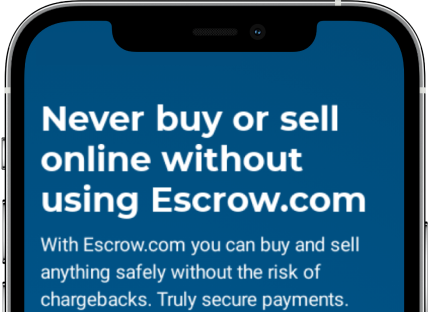 Never buy or sell
online without
using Escrow.com
With Escrow.com you can buy and sell
anything safely without the risk of
chargebacks. Truly secure payments.